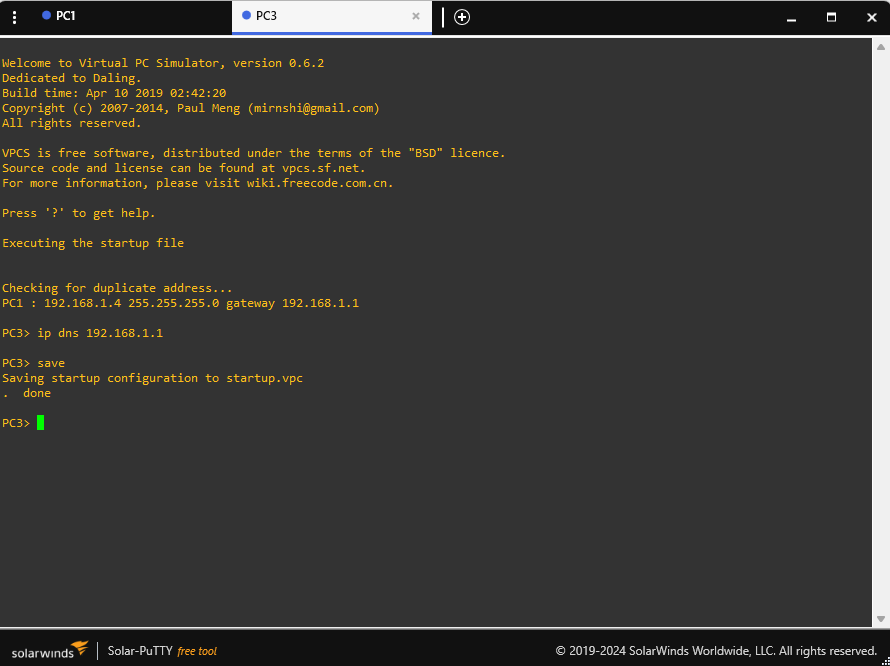 PC1
PC3
Welcome to Virtual PC Simulator, version 0.6.2
Dedicated to Daling.
Build time: Apr 10 2019 02:42:20
Copyright (c) 2007-2014, Paul Meng (mirnshi@gmail.com)
All rights reserved.
VPCS is free software, distributed under the terms of the "BSD" licence.
Source code and license can be found at vpcs.sf.net.
For more information, please visit wiki.freecode.com.cn.
Press '?' to get help.
Executing the startup file
Checking for duplicate address...
PC1 : 192.168.1.4 255.255.255.0 gateway 192.168.1.1
PC3> ip dns 192.168.1.1
PC3> save
Saving startup configuration to startup.vpc
.  done
PC3>
solarwinds
Solar-PuTTY free tool
© 2019-2024 SolarWinds Worldwide, LLC. All rights reserved.